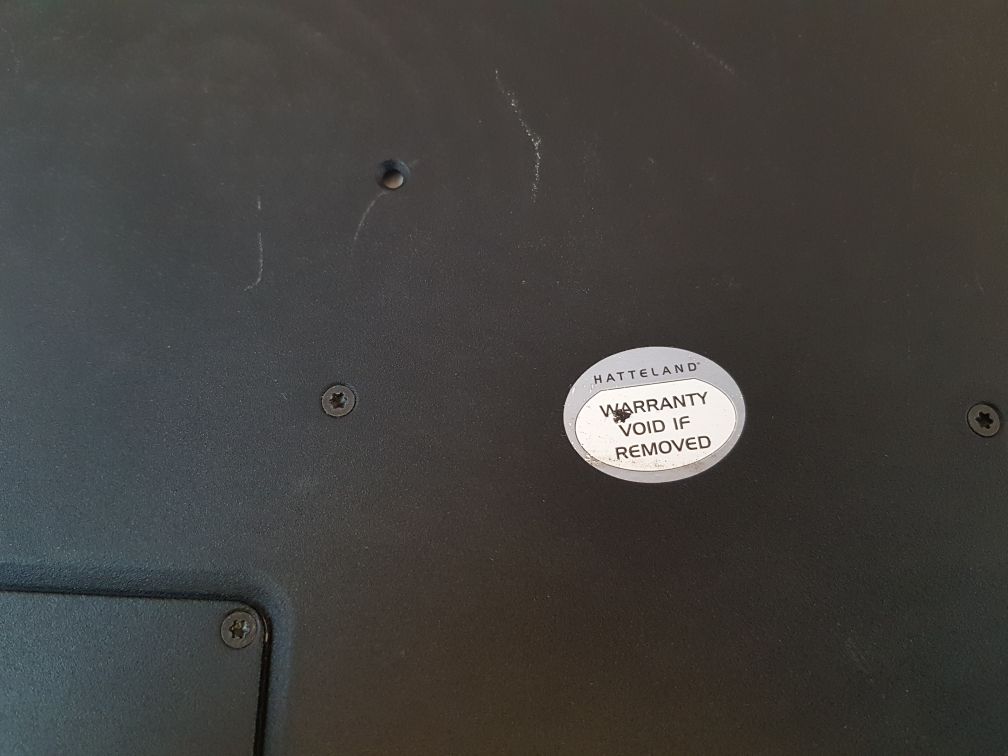 HATTELAND®
WARRANTY
VOID IF
REMOVED